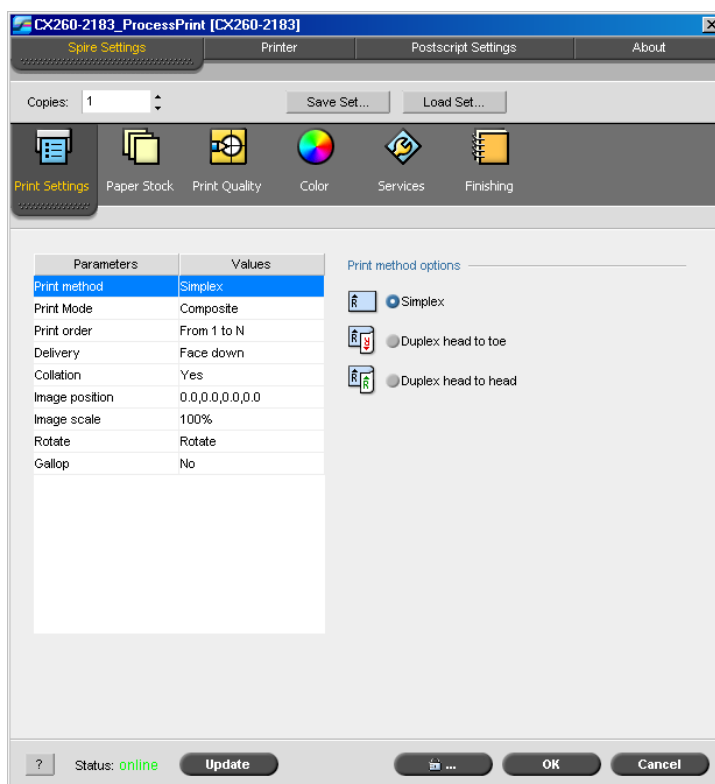 CX260-2183_ProcessPrint [CX260-2183]
Spire Settings Printer Postscript Settings About
Copies: 1 Save Set... Load Set...
Print Settings Paper Stock Print Quality Color Services Finishing
Parameters Values
Print method Simplex
Print Mode Composite
Print order From 1 to N
Delivery Face down
Collation Yes
Image position 0.0,0.0,0.0,0.0
Image scale 100%
Rotate Rotate
Gallop No
Print method options
R Simplex
R R Duplex head to toe
R R Duplex head to head
? Status: online Update ... OK Cancel